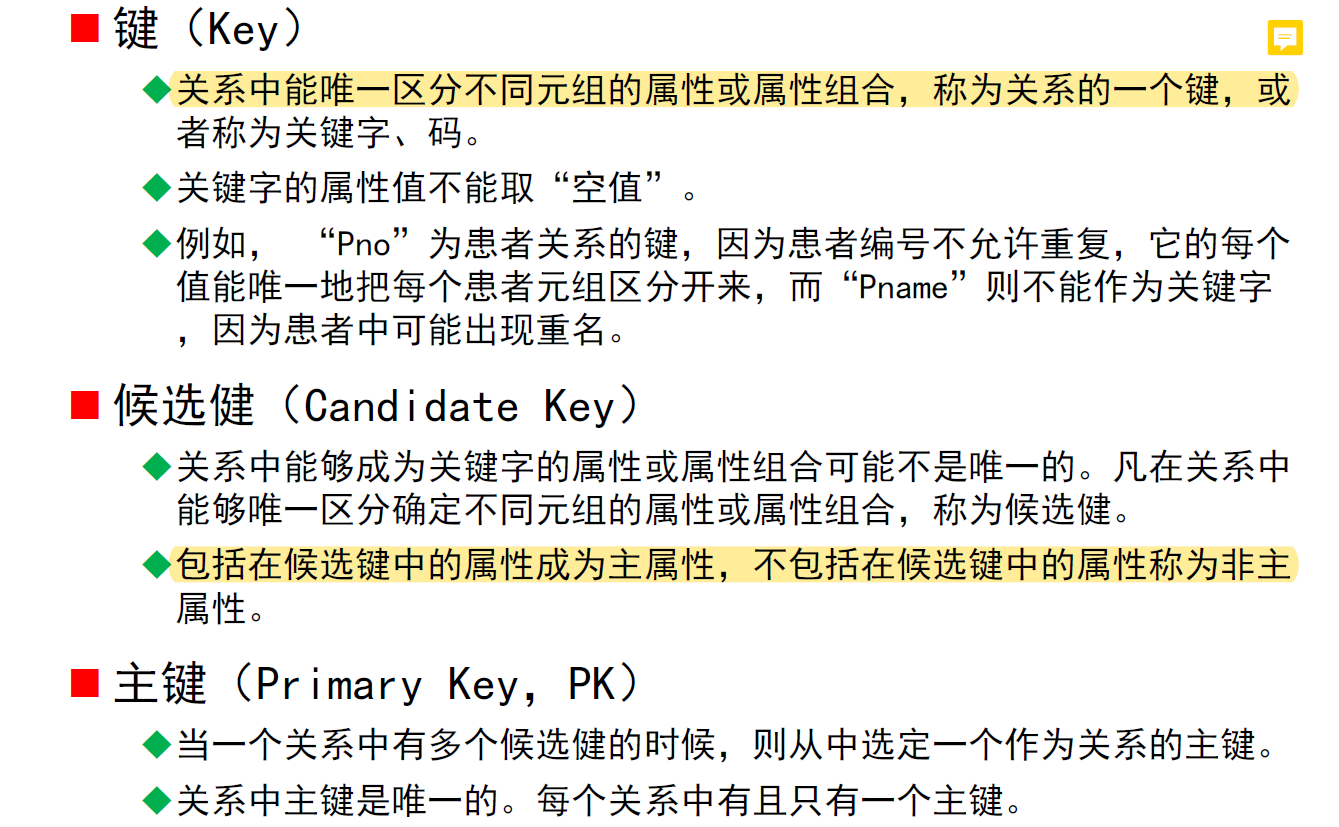 键（Key）
关系中能唯一区分不同元组的属性或属性组合，称为关系的一个键，或
者称为关键字、码。
关键字的属性值不能取“空值”。
例如， “Pno”为患者关系的键，因为患者编号不允许重复，它的每个
值能唯一地把每个患者元组区分开来，而“Pname”则不能作为关键字
，因为患者中可能出现重名。
候选健（Candidate Key）
关系中能够成为关键字的属性或属性组合可能不是唯一的。凡在关系中
能够唯一区分确定不同元组的属性或属性组合，称为候选健。
包括在候选键中的属性成为主属性，不包括在候选键中的属性称为非主
属性。
主键（Primary Key，PK）
当一个关系中有多个候选健的时候，则从中选定一个作为关系的主键。
关系中主键是唯一的。每个关系中有且只有一个主键。